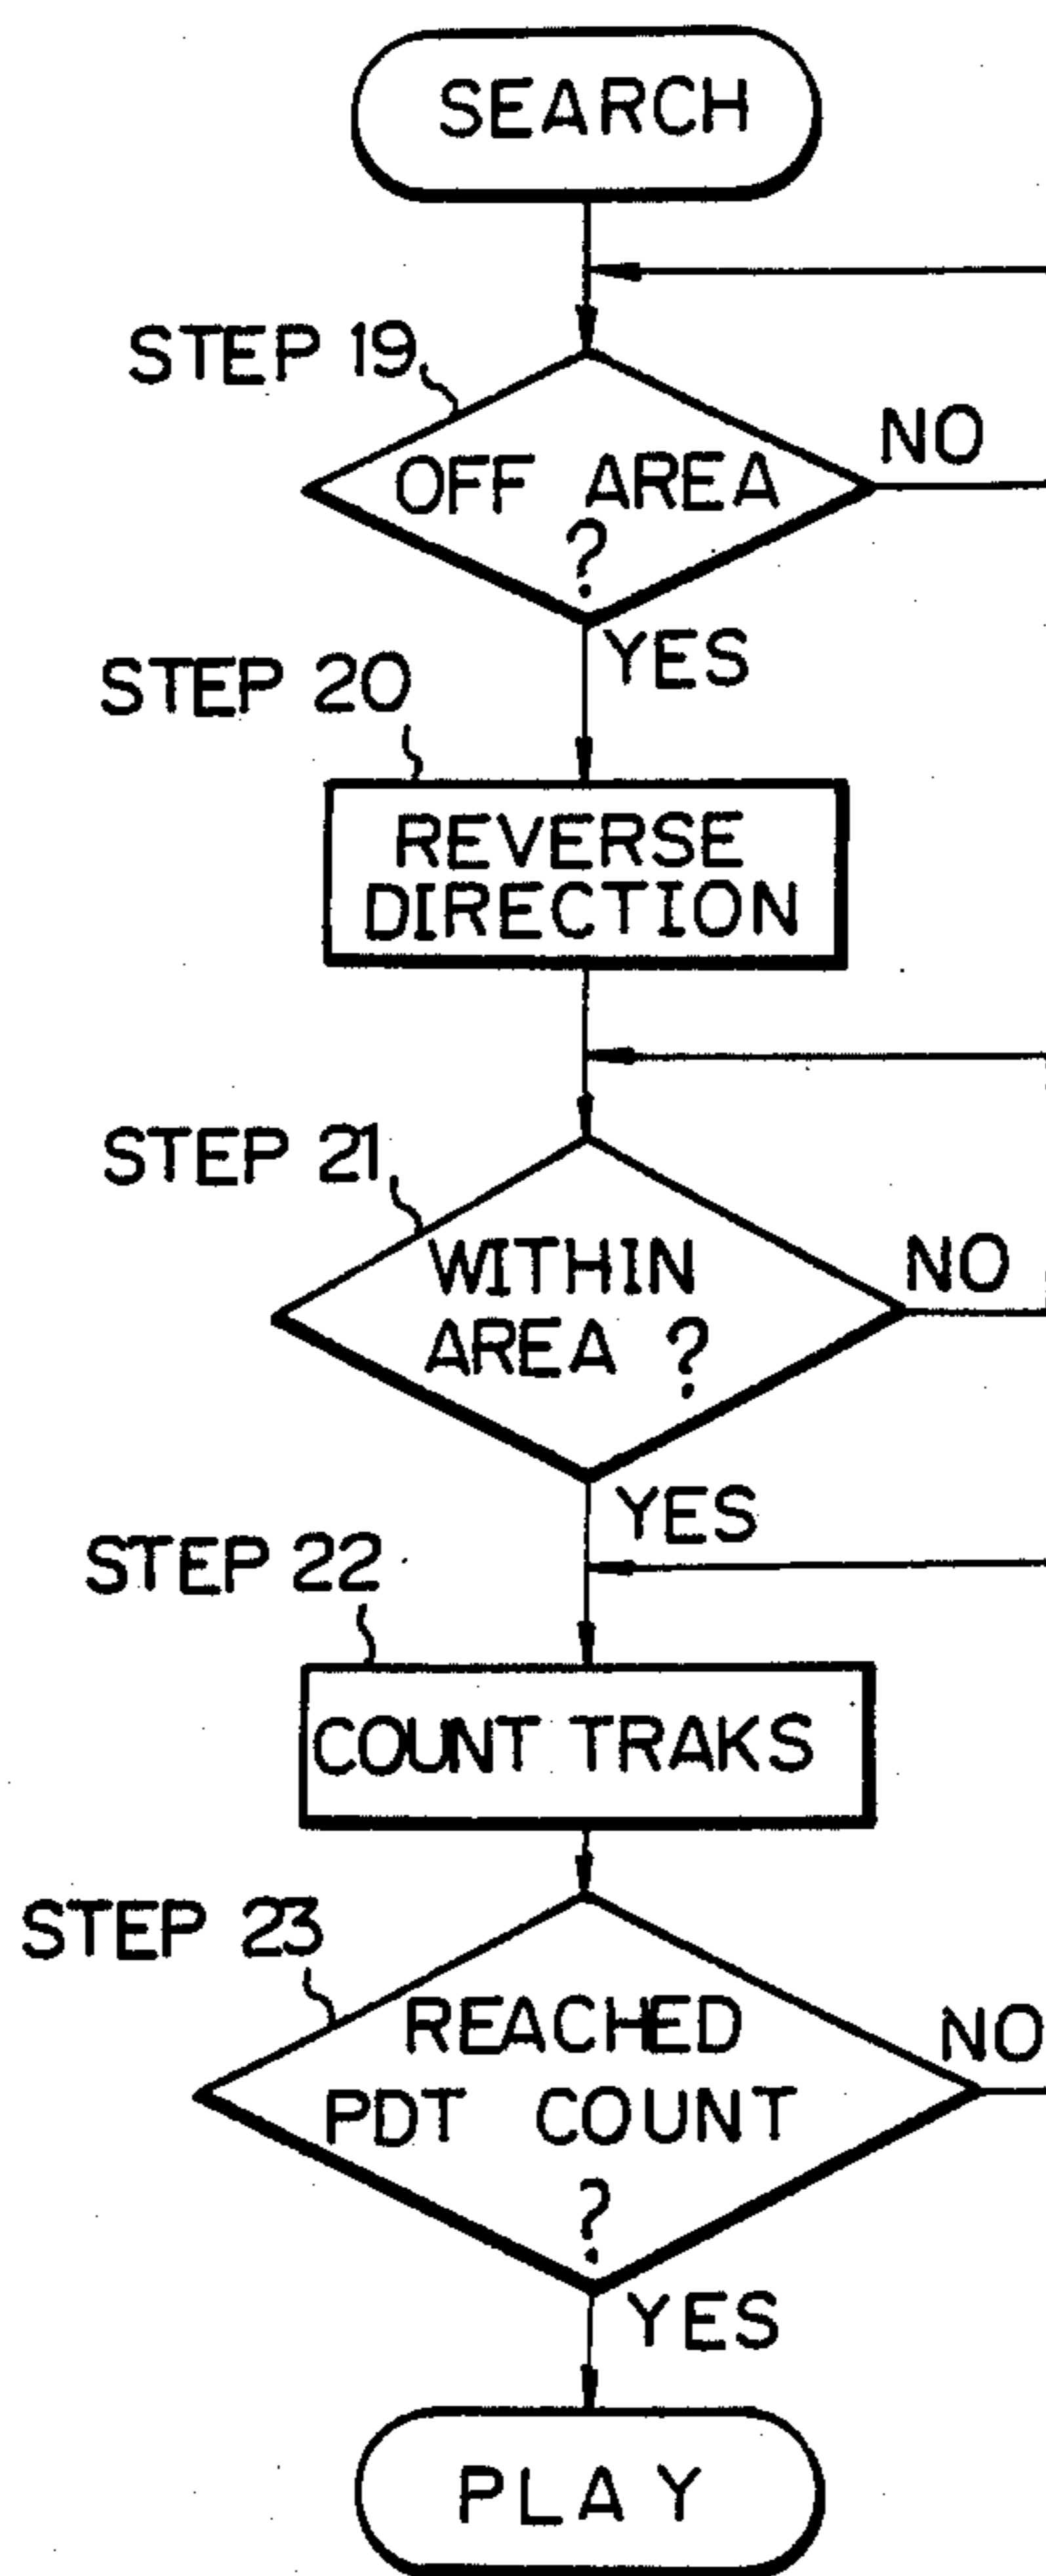 SEARCH
STEP 19
OFF AREA
?
NO
YES
STEP 20
REVERSE
DIRECTION
STEP 21
WITHIN
AREA ?
NO
YES
STEP 22
COUNT TRAKS
STEP 23
REACHED
PDT COUNT
?
NO
YES
PLAY